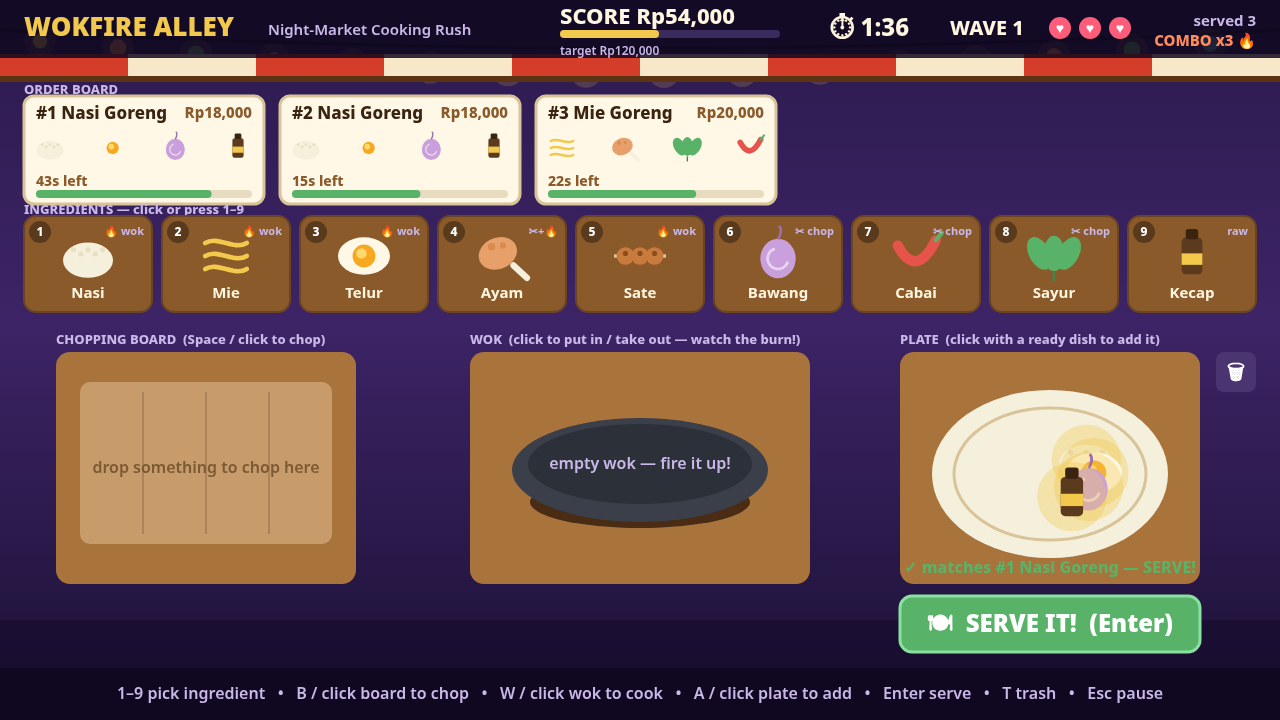 WOKFIRE ALLEY
Night-Market Cooking Rush
SCORE Rp54,000
target Rp120,000
⏱ 1:36
WAVE 1
served 3
COMBO x3 🔥
ORDER BOARD
#1 Nasi Goreng Rp18,000
43s left
#2 Nasi Goreng Rp18,000
15s left
#3 Mie Goreng Rp20,000
22s left
INGREDIENTS — click or press 1–9
1 🔥 wok
Nasi
2 🔥 wok
Mie
3 🔥 wok
Telur
4 ✂+🔥
Ayam
5 🔥 wok
Sate
6 ✂ chop
Bawang
7 ✂ chop
Cabai
8 ✂ chop
Sayur
9 raw
Kecap
CHOPPING BOARD (Space / click to chop)
drop something to chop here
WOK (click to put in / take out — watch the burn!)
empty wok — fire it up!
PLATE (click with a ready dish to add it)
✓ matches #1 Nasi Goreng — SERVE!
🍽 SERVE IT! (Enter)
1–9 pick ingredient • B / click board to chop • W / click wok to cook • A / click plate to add • Enter serve • T trash • Esc pause